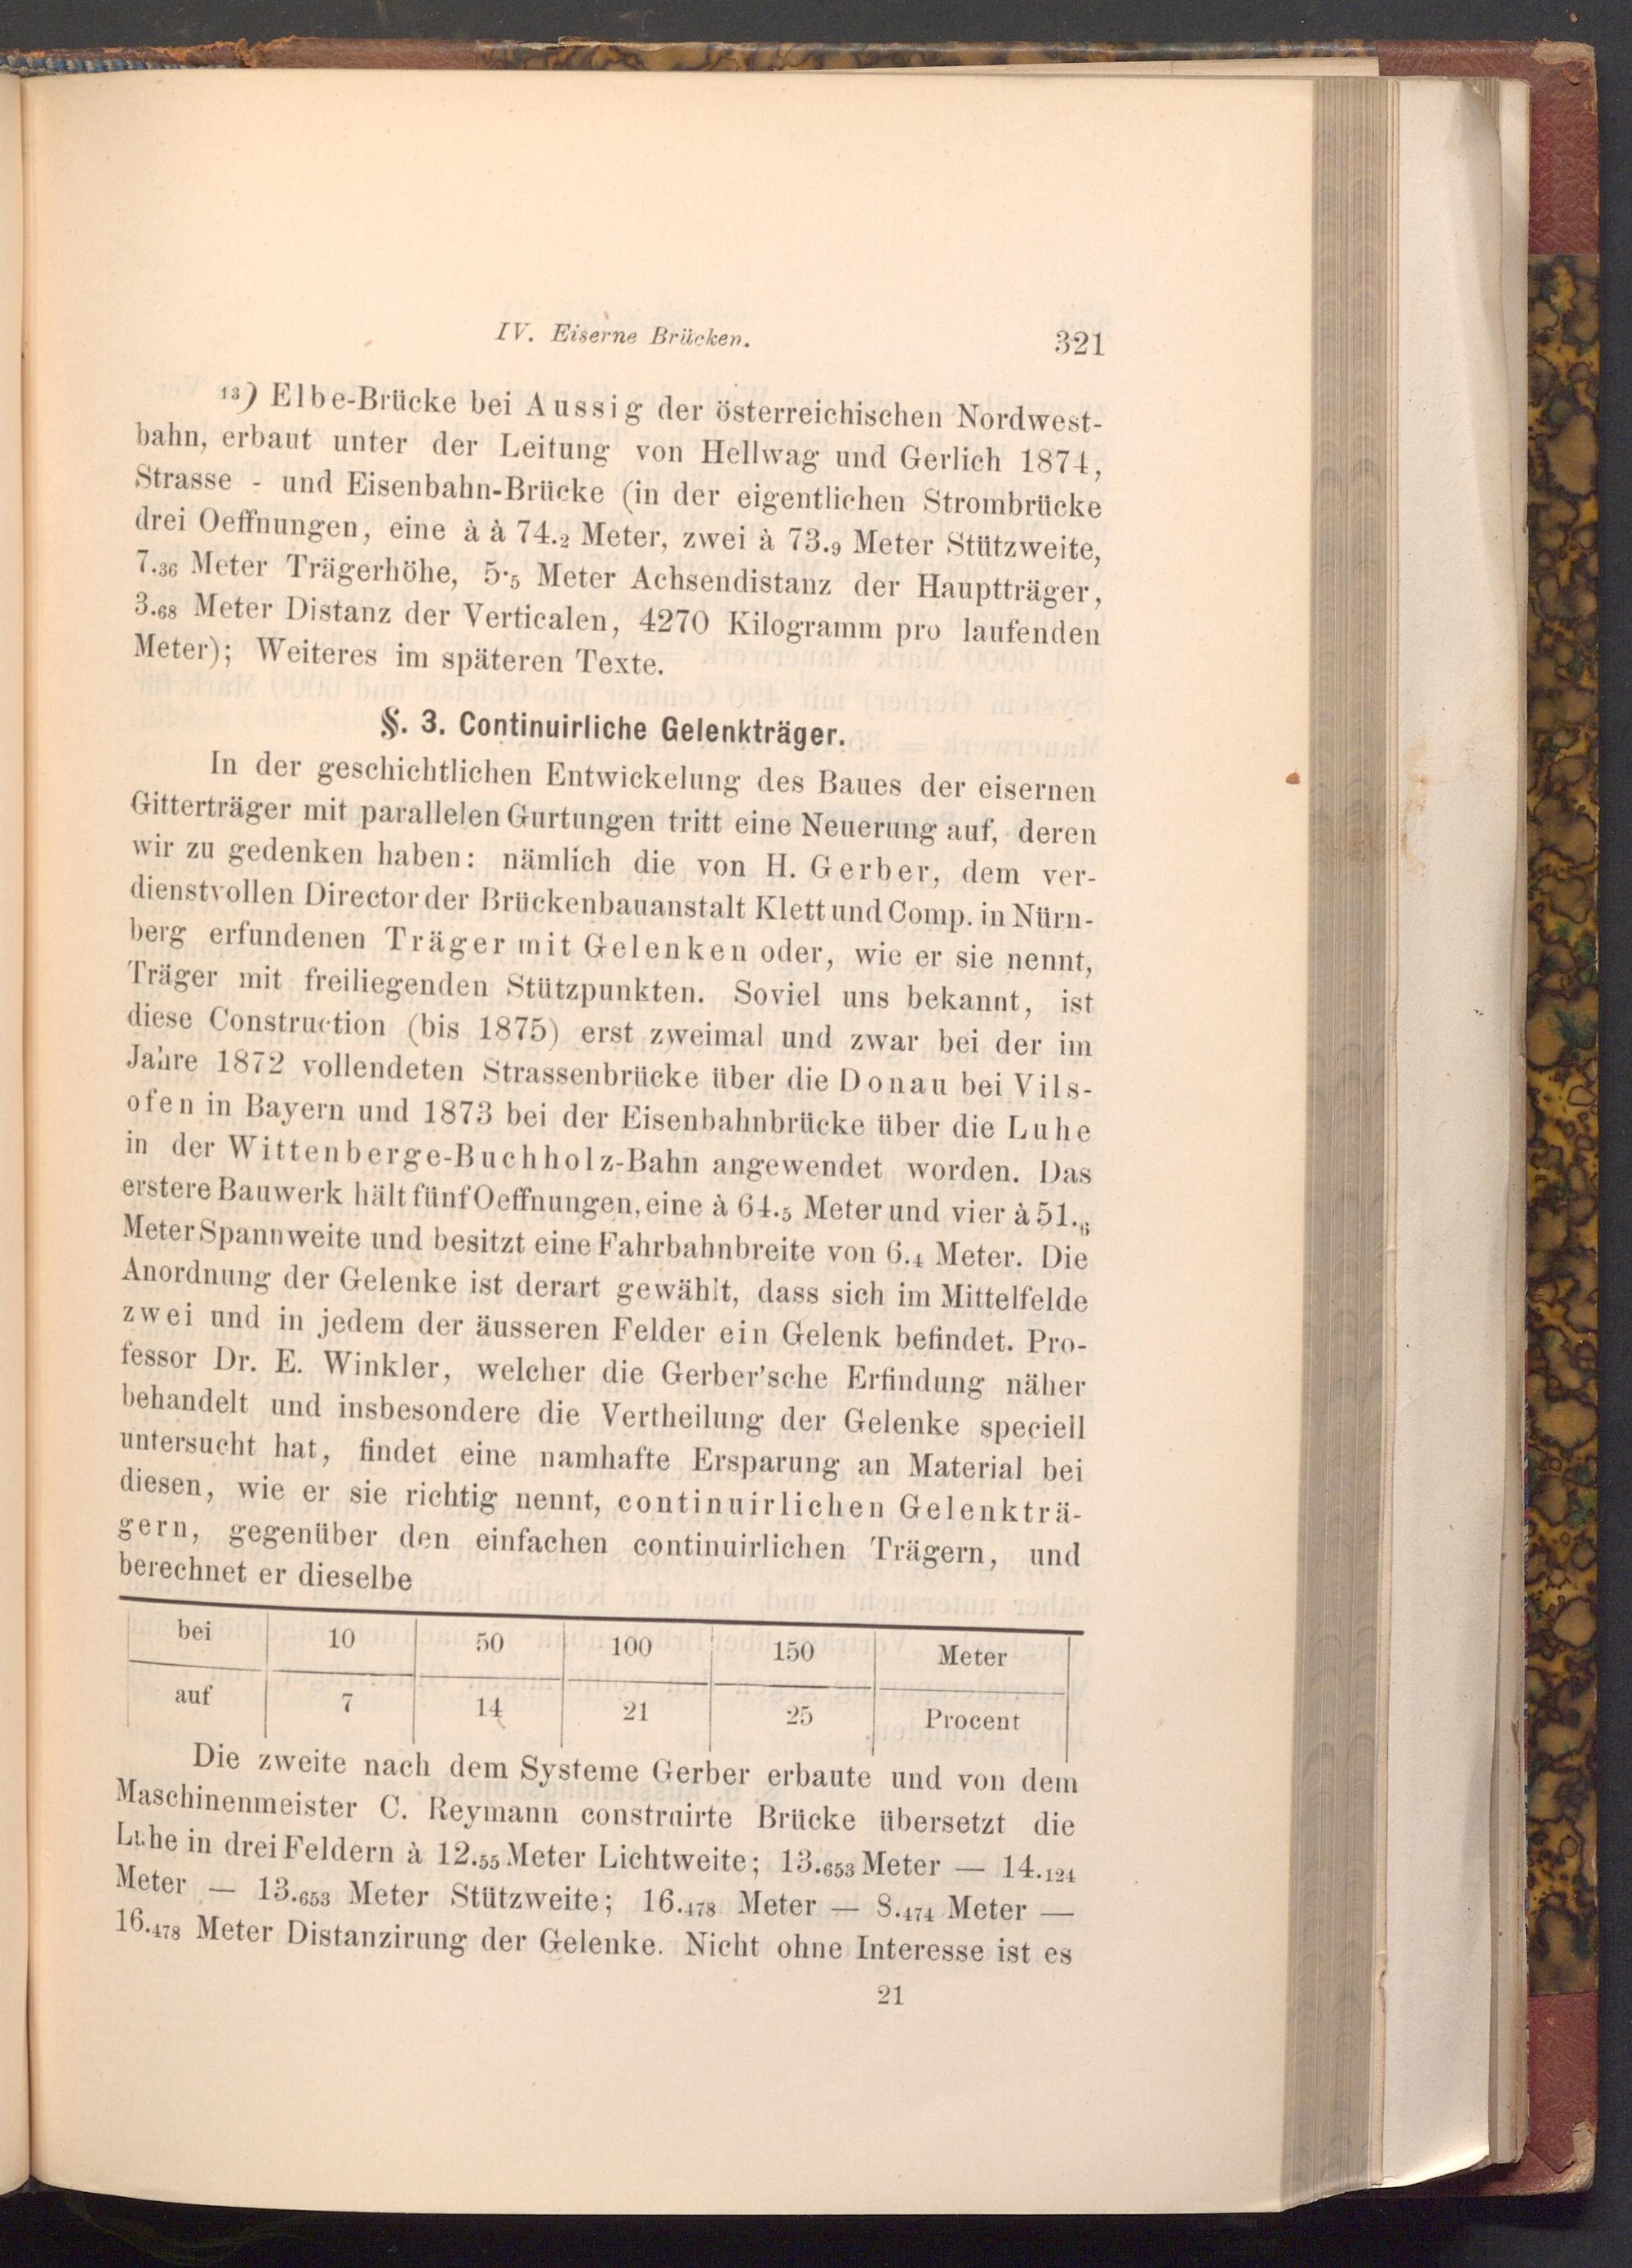 IV. Eiserne Brücken. 321
13) Elbe-Brücke bei Aussig der österreichischen Nordwest-
bahn, erbaut unter der Leitung von Hellwag und Gerlich 1874,
Strasse - und Eisenbahn-Brücke (in der eigentlichen Strombrücke
drei Oeffnungen, eine à à 74.2 Meter, zwei à 73.9 Meter Stützweite,
7.36 Meter Trägerhöhe, 5·5 Meter Achsendistanz der Hauptträger,
3.68 Meter Distanz der Verticalen, 4270 Kilogramm pro laufenden
Meter); Weiteres im späteren Texte.
§. 3. Continuirliche Gelenkträger.
In der geschichtlichen Entwickelung des Baues der eisernen
Gitterträger mit parallelen Gurtungen tritt eine Neuerung auf, deren
wir zu gedenken haben: nämlich die von H. Gerber, dem ver-
dienstvollen Director der Brückenbauanstalt Klett und Comp. in Nürn-
berg erfundenen Träger mit Gelenken oder, wie er sie nennt,
Träger mit freiliegenden Stützpunkten. Soviel uns bekannt, ist
diese Construction (bis 1875) erst zweimal und zwar bei der im
Jahre 1872 vollendeten Strassenbrücke über die Donau bei Vils-
ofen in Bayern und 1873 bei der Eisenbahnbrücke über die Luhe
in der Wittenberge-Buchholz-Bahn angewendet worden. Das
erstere Bauwerk hält fünf Oeffnungen, eine à 64.5 Meter und vier à 51.6
Meter Spannweite und besitzt eine Fahrbahnbreite von 6.4 Meter. Die
Anordnung der Gelenke ist derart gewählt, dass sich im Mittelfelde
zwei und in jedem der äusseren Felder ein Gelenk befindet. Pro-
fessor Dr. E. Winkler, welcher die Gerber'sche Erfindung näher
behandelt und insbesondere die Vertheilung der Gelenke speciell
untersucht hat, findet eine namhafte Ersparung an Material bei
diesen, wie er sie richtig nennt, continuirlichen Gelenkträ-
gern, gegenüber den einfachen continuirlichen Trägern, und
berechnet er dieselbe
bei 10 50 100 150 Meter
auf 7 14 21 25 Procent
Die zweite nach dem Systeme Gerber erbaute und von dem
Maschinenmeister C. Reymann construirte Brücke übersetzt die
Luhe in drei Feldern à 12.55 Meter Lichtweite; 13.653 Meter — 14.124
Meter — 13.653 Meter Stützweite; 16.478 Meter — 8.474 Meter —
16.478 Meter Distanzirung der Gelenke. Nicht ohne Interesse ist es
21